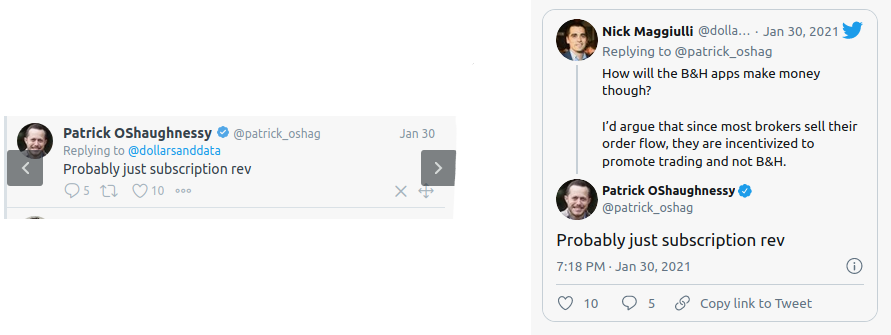 Patrick OShaughnessy @patrick_oshag Jan 30
Replying to @dollarsanddata
Probably just subscription rev
5 10
Nick Maggiulli @dolla... · Jan 30, 2021
Replying to @patrick_oshag
How will the B&H apps make money
though?
I'd argue that since most brokers sell their
order flow, they are incentivized to
promote trading and not B&H.
Patrick OShaughnessy
@patrick_oshag
Probably just subscription rev
7:18 PM · Jan 30, 2021
10 5 Copy link to Tweet